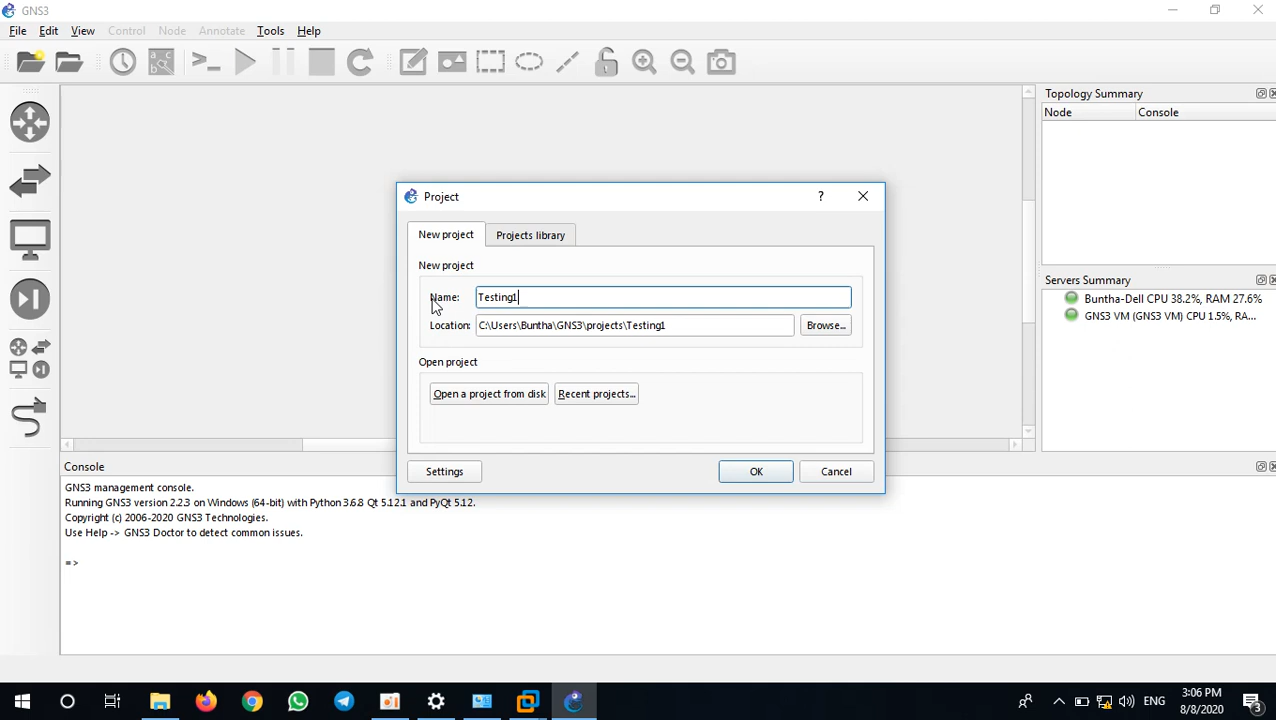 GNS3
File Edit View Control Node Annotate Tools Help
Topology Summary
Node Console
Project
?
New project Projects library
New project
Name: Testing1
Location: C:\Users\Buntha\GNS3\projects\Testing1 Browse...
Open project
Open a project from disk Recent projects...
Settings OK Cancel
Servers Summary
Buntha-Dell CPU 38.2%, RAM 27.6%
GNS3 VM (GNS3 VM) CPU 1.5%, RA...
Console
GNS3 management console.
Running GNS3 version 2.2.3 on Windows (64-bit) with Python 3.6.8 Qt 5.12.1 and PyQt 5.12.
Copyright (c) 2006-2020 GNS3 Technologies.
Use Help -> GNS3 Doctor to detect common issues.
=>
ENG
3:06 PM
8/8/2020
3